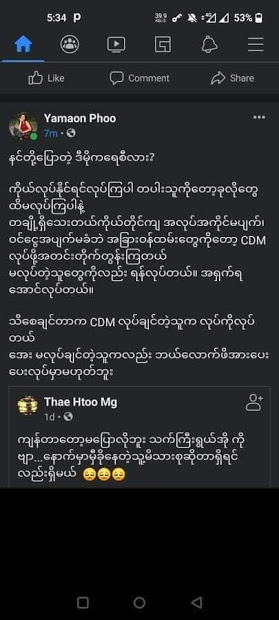 5:34
39.9
53%
Like
Comment
Share
Yamaon Phoo
7m
နင်တို့ပြောတဲ့ ဒီမိုကရေစီလား?
ကိုယ်လုပ်နိုင်ရင်လုပ်ကြပါ တပါးသူကိုတော့ခုလိုတွေ
ထိမလုပ်ကြပါနဲ့
တချို့ရှိသေးတယ်ကိုယ်တိုင်ကျ အလုပ်အကိုင်မပျက်၊
ဝင်ငွေအပျက်မခံဘဲ အခြားဝန်ထမ်းတွေကိုတော့ CDM
လုပ်ဖို့အတင်းတိုက်တွန်းကြတယ်
မလုပ်တဲ့သူတွေကိုလည်း ရန်လုပ်တယ်။ အရှက်ရ
အောင်လုပ်တယ်။
သိစေချင်တာက CDM လုပ်ချင်တဲ့သူက လုပ်ကိုလုပ်
တယ်
အေး မလုပ်ချင်တဲ့သူကလည်း ဘယ်လောက်ဖိအားပေး
ပေးလုပ်မှာမဟုတ်ဘူး
Thae Htoo Mg
1d
ကျန်တာတော့မပြောလိုဘူး သက်ကြီးရွယ်အို ကို
ဗျာ...နောက်မှာမှီခိုနေတဲ့သူ့မိသားစုဆိုတာရှိရင်
လည်းရှိမယ် 😔😔😔